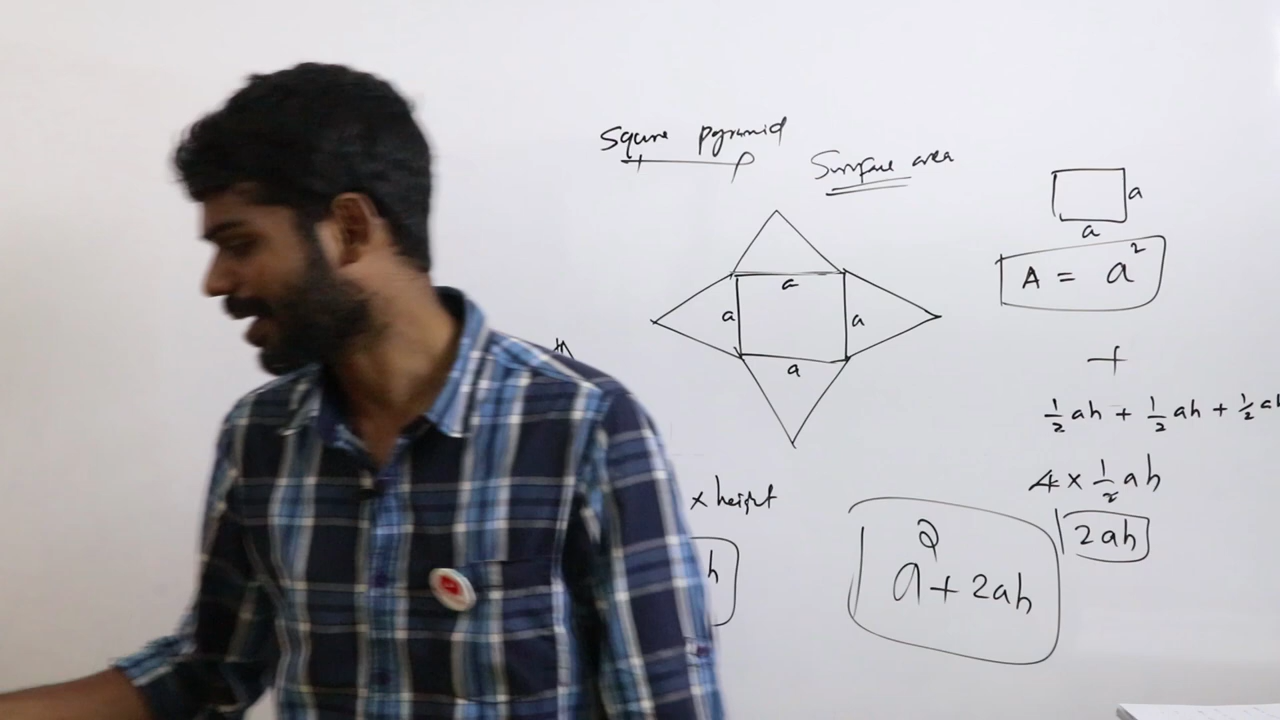 Square pyramid
Surface area
a
a
A = a²
a
a
a
a
+
½ ah + ½ ah + ½ ah
4 × ½ ah
2ah
x height
h
a² + 2ah